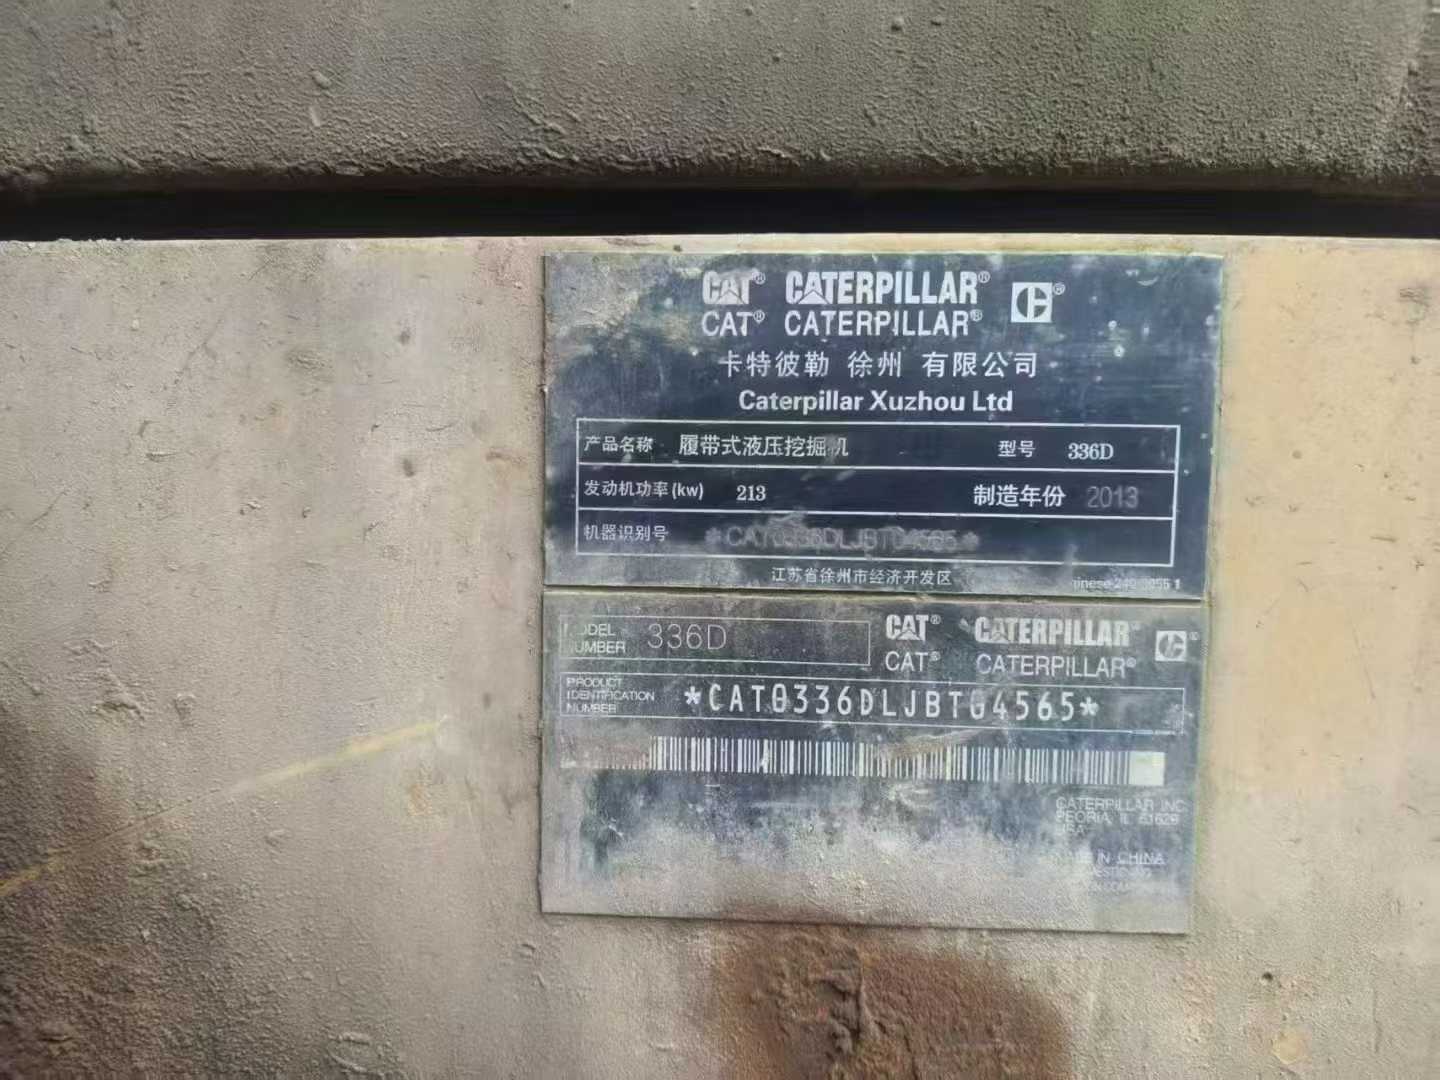 CAT® CATERPILLAR®
CAT® CATERPILLAR®
卡特彼勒 徐州 有限公司
Caterpillar Xuzhou Ltd
产品名称 履带式液压挖掘机 型号 336D
发动机功率(kw) 213 制造年份 2013
机器识别号 *CAT0336DLJBT04565*
江苏省徐州市经济开发区
MODEL NUMBER 336D
CAT® CATERPILLAR®
CAT® CATERPILLAR®
PRODUCT IDENTIFICATION NUMBER *CAT0336DLJBT04565*
CATERPILLAR INC
PEORIA, IL 61629
USA
MADE IN CHINA